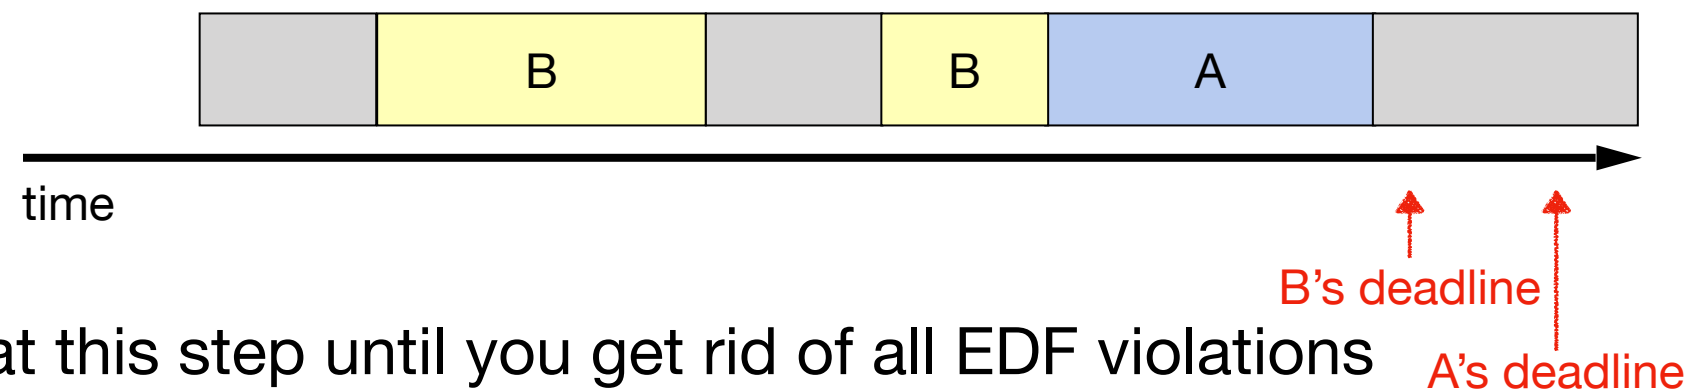 B B A
time
B’s deadline
at this step until you get rid of all EDF violations
A’s deadline